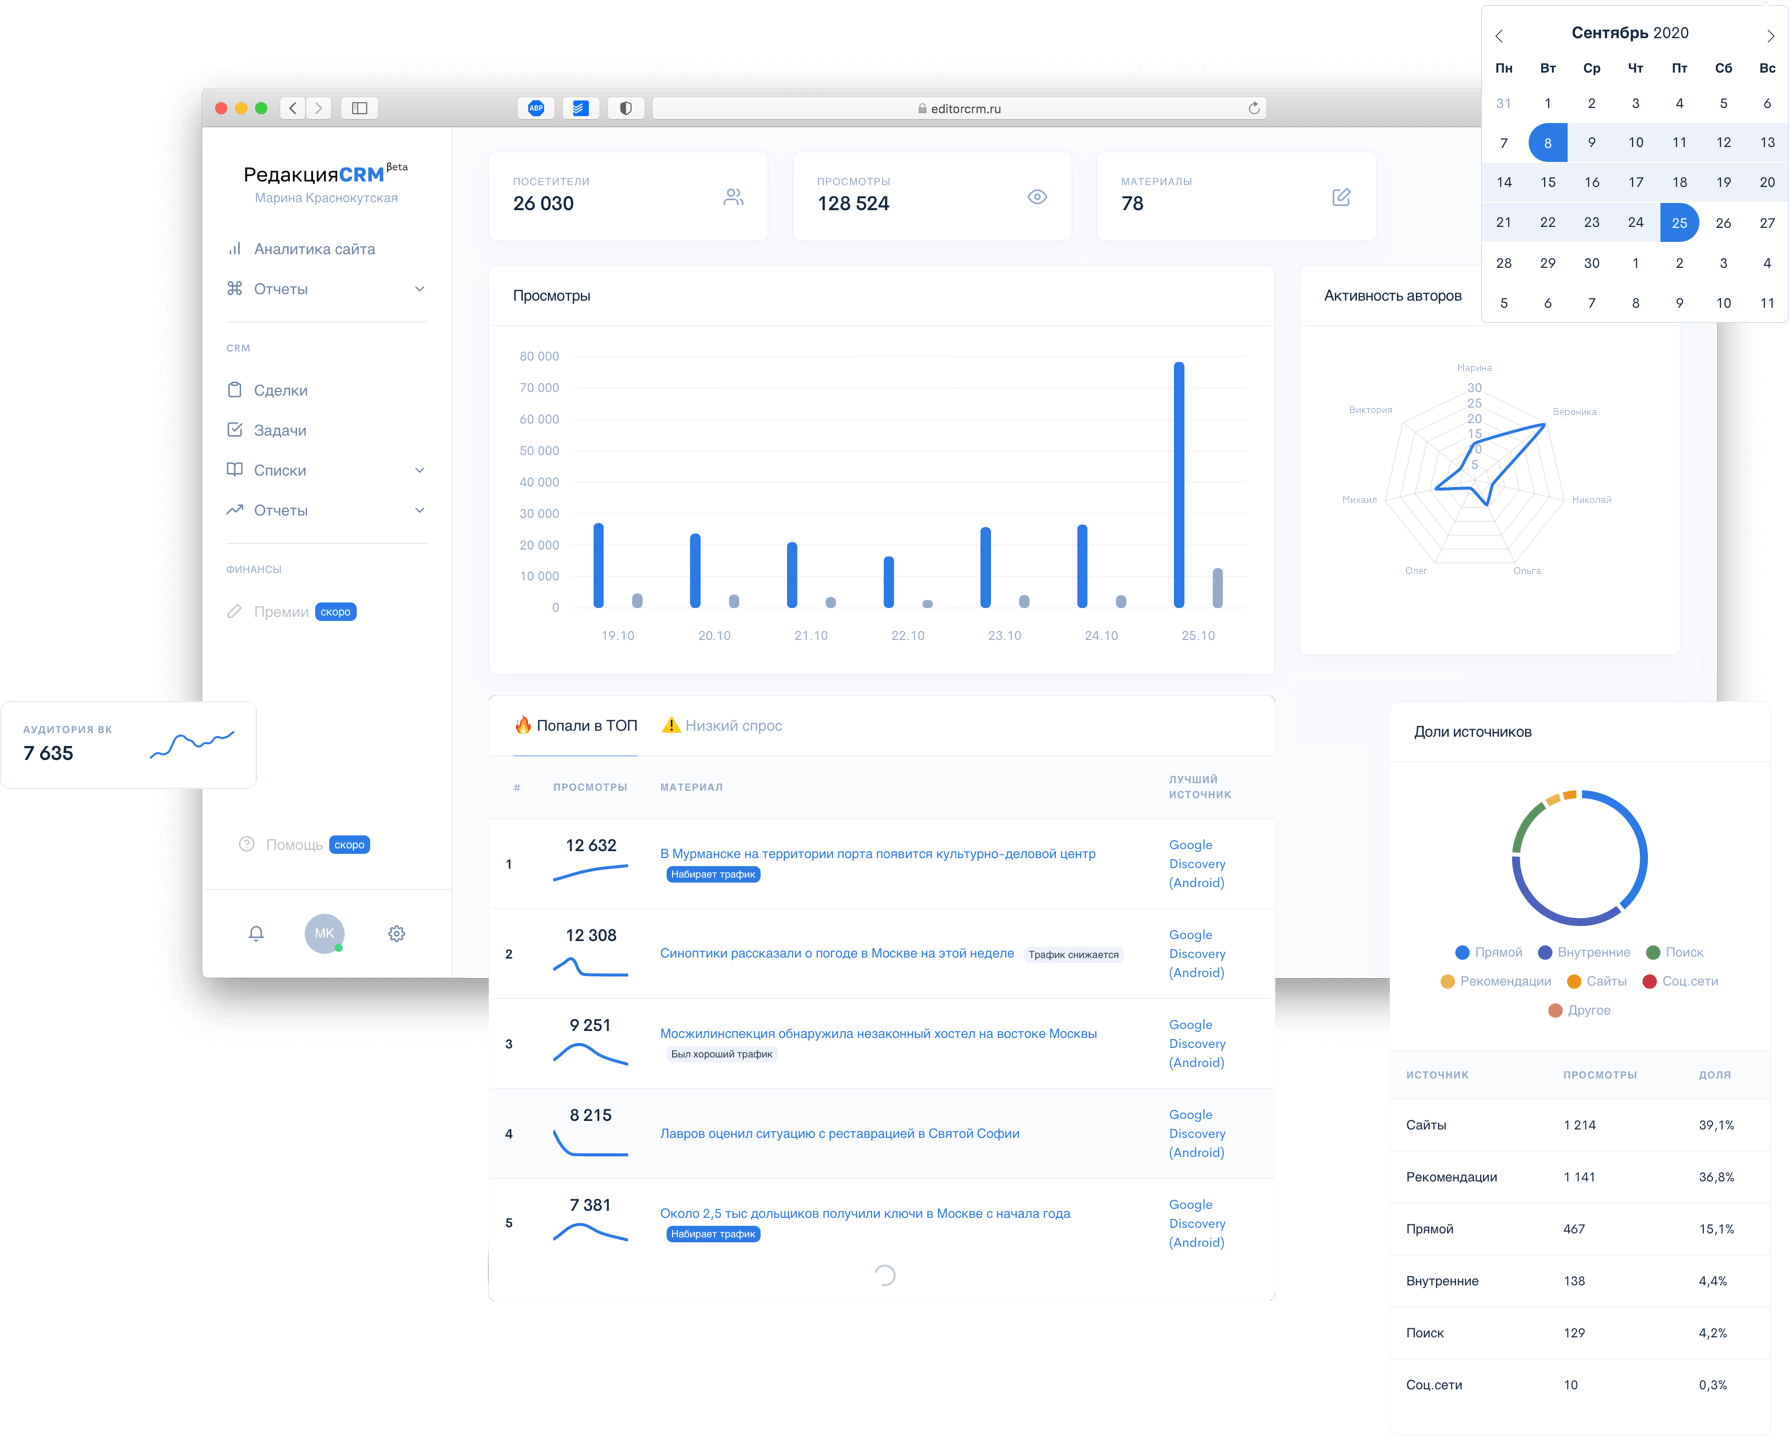 ABP
editorcrm.ru
Сентябрь 2020
Пн Вт Ср Чт Пт Сб Вс
31 1 2 3 4 5 6
7 8 9 10 11 12 13
14 15 16 17 18 19 20
21 22 23 24 25 26 27
28 29 30 1 2 3 4
5 6 7 8 9 10 11
РедакцияCRM βeta
Марина Краснокутская
Аналитика сайта
Отчеты
CRM
Сделки
Задачи
Списки
Отчеты
ФИНАНСЫ
Премии скоро
АУДИТОРИЯ ВК
7 635
Помощь скоро
МК
ПОСЕТИТЕЛИ
26 030
ПРОСМОТРЫ
128 524
МАТЕРИАЛЫ
78
Просмотры
80 000
70 000
60 000
50 000
40 000
30 000
20 000
10 000
0
19.10 20.10 21.10 22.10 23.10 24.10 25.10
Активность авторов
Марина
Вероника
Николай
Ольга
Олег
Михаил
Виктория
30
25
20
15
10
5
Попали в ТОП Низкий спрос
# ПРОСМОТРЫ МАТЕРИАЛ ЛУЧШИЙ
ИСТОЧНИК
1
12 632
В Мурманске на территории порта появится культурно-деловой центр
Набирает трафик
Google
Discovery
(Android)
2
12 308
Синоптики рассказали о погоде в Москве на этой неделе Трафик снижается
Google
Discovery
(Android)
3
9 251
Мосжилинспекция обнаружила незаконный хостел на востоке Москвы
Был хороший трафик
Google
Discovery
(Android)
4
8 215
Лавров оценил ситуацию с реставрацией в Святой Софии
Google
Discovery
(Android)
5
7 381
Около 2,5 тыс дольщиков получили ключи в Москве с начала года
Набирает трафик
Google
Discovery
(Android)
Доли источников
Прямой Внутренние Поиск
Рекомендации Сайты Соц.сети
Другое
ИСТОЧНИК ПРОСМОТРЫ ДОЛЯ
Сайты 1 214 39,1%
Рекомендации 1 141 36,8%
Прямой 467 15,1%
Внутренние 138 4,4%
Поиск 129 4,2%
Соц.сети 10 0,3%